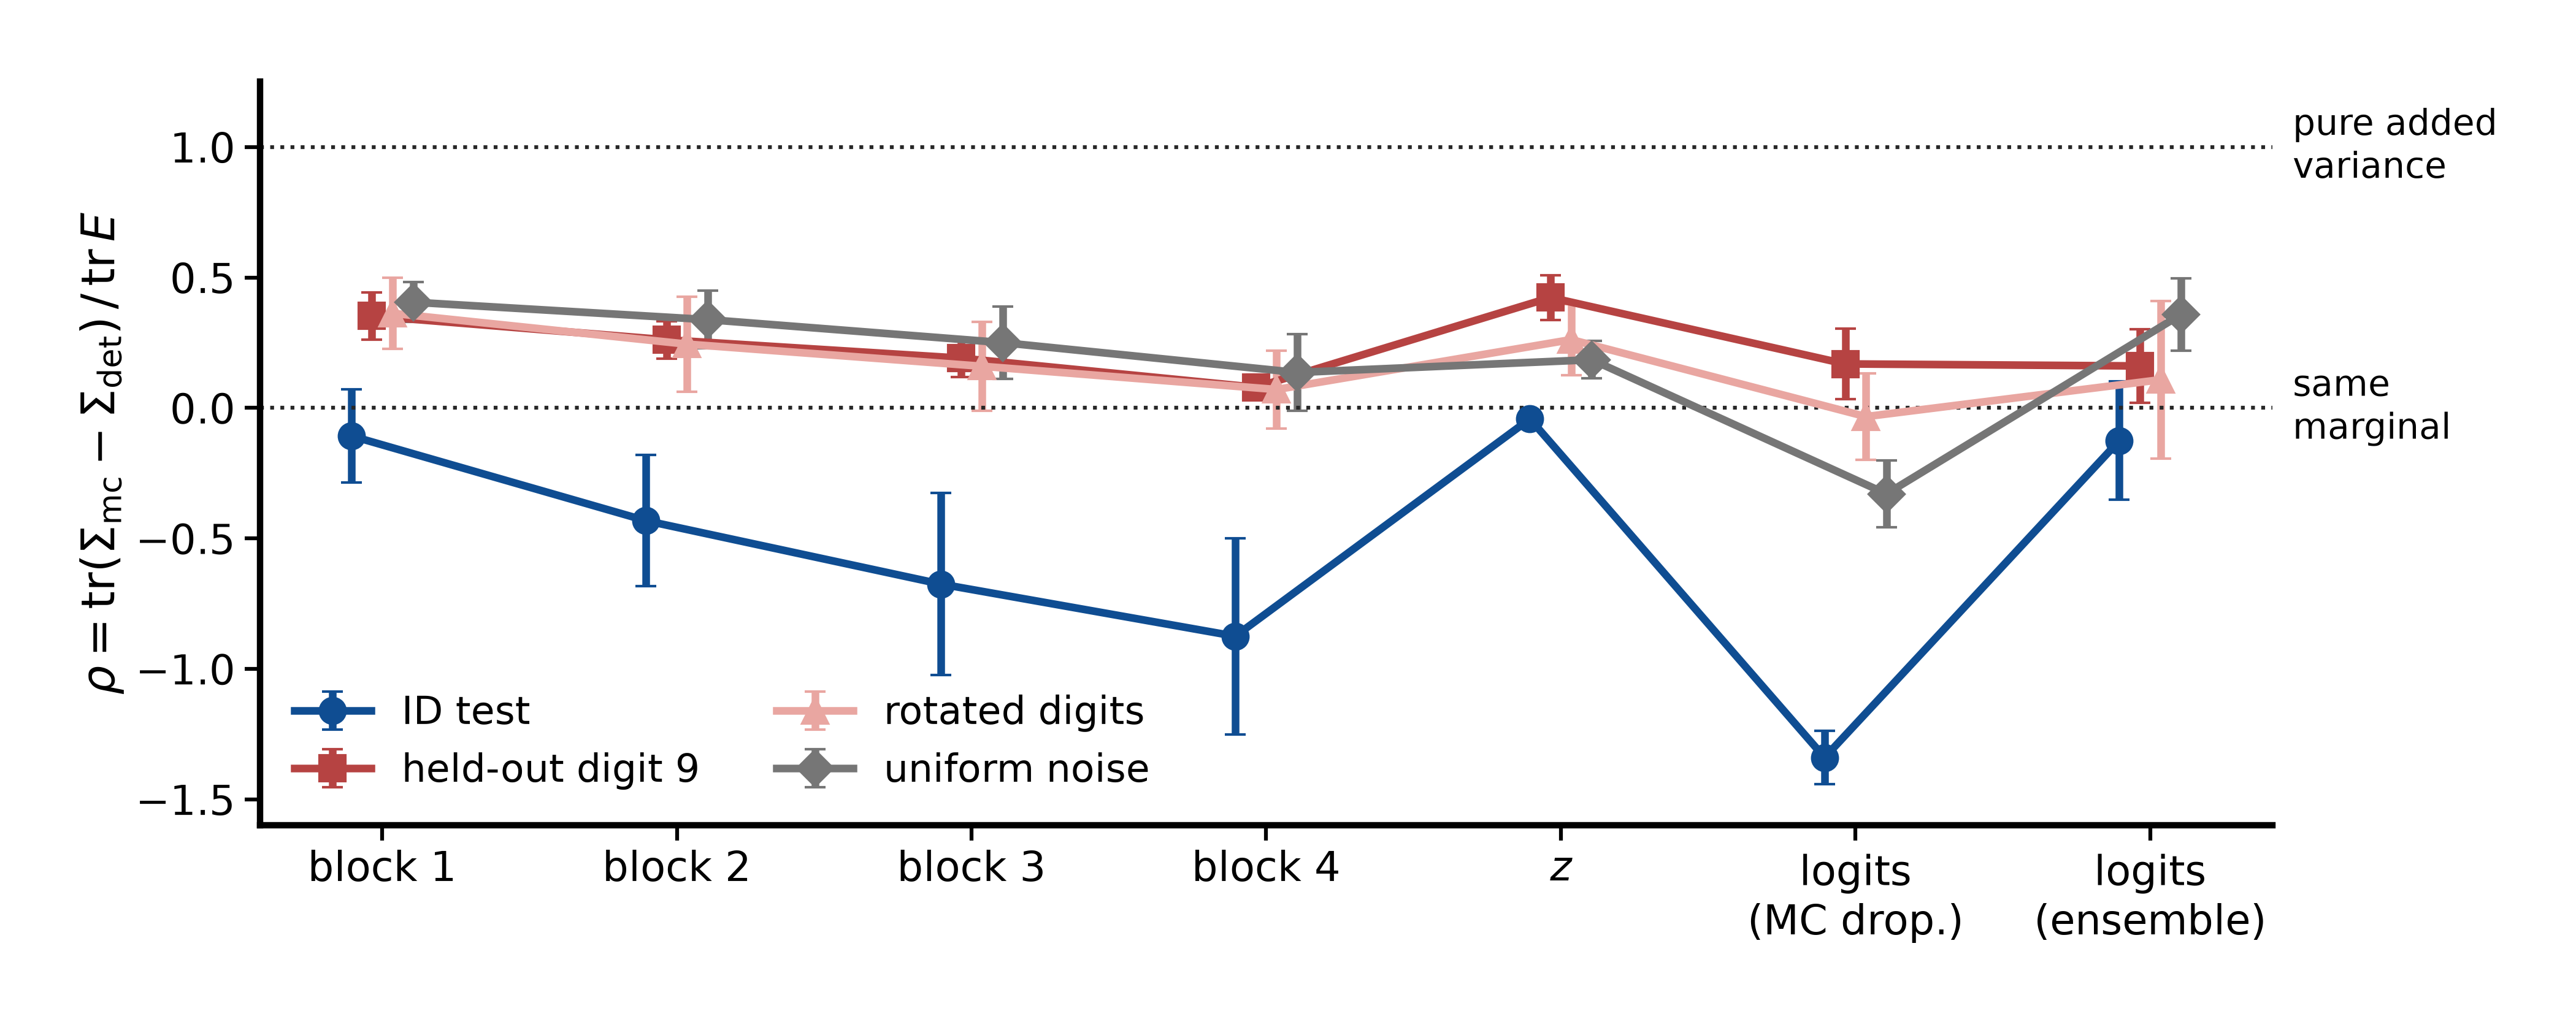 ρ = tr(Σmc − Σdet) / tr E
1.0
0.5
0.0
−0.5
−1.0
−1.5
pure added
variance
same
marginal
ID test
held-out digit 9
rotated digits
uniform noise
block 1
block 2
block 3
block 4
z
logits
(MC drop.)
logits
(ensemble)